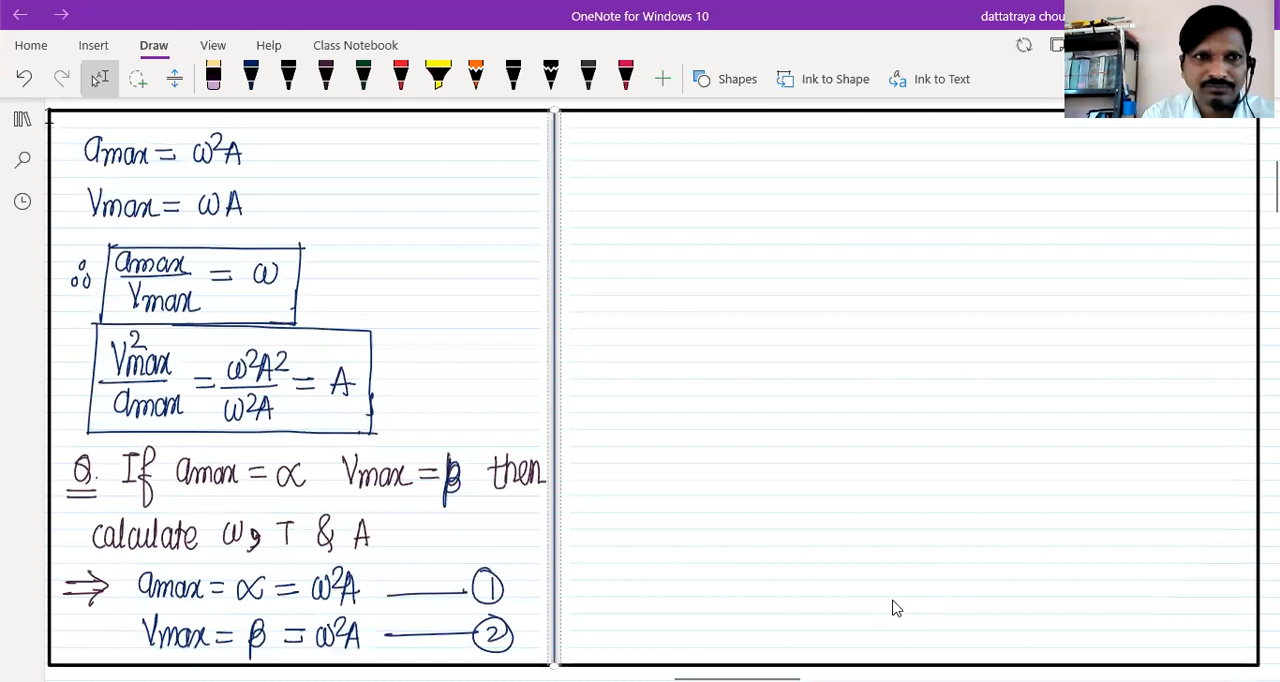 OneNote for Windows 10
dattatraya chou
Home Insert Draw View Help Class Notebook
Shapes Ink to Shape Ink to Text
amax = ω²A
Vmax = ωA
∴ amax/Vmax = ω
V²max/amax = ω²A²/ω²A = A
Q. If amax = α Vmax = β then
calculate ω, T & A
⇒ amax = α = ω²A —— ①
Vmax = β = ω²A —— ②